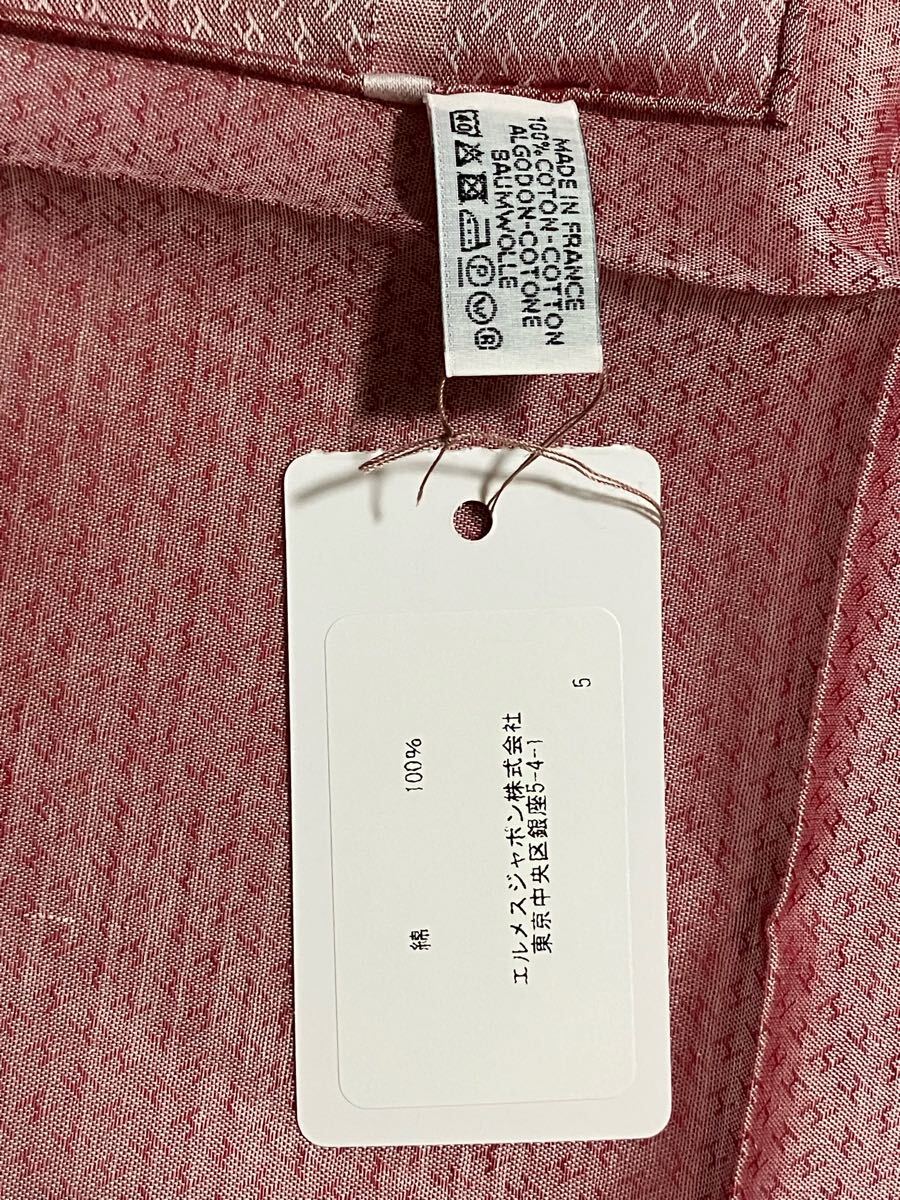 MADE IN FRANCE
100% COTON-COTTON
ALGODON-COTONE
BAUMWOLLE
40 P W R
綿 100%
エルメスジャポン株式会社
東京中央区銀座5-4-1
5